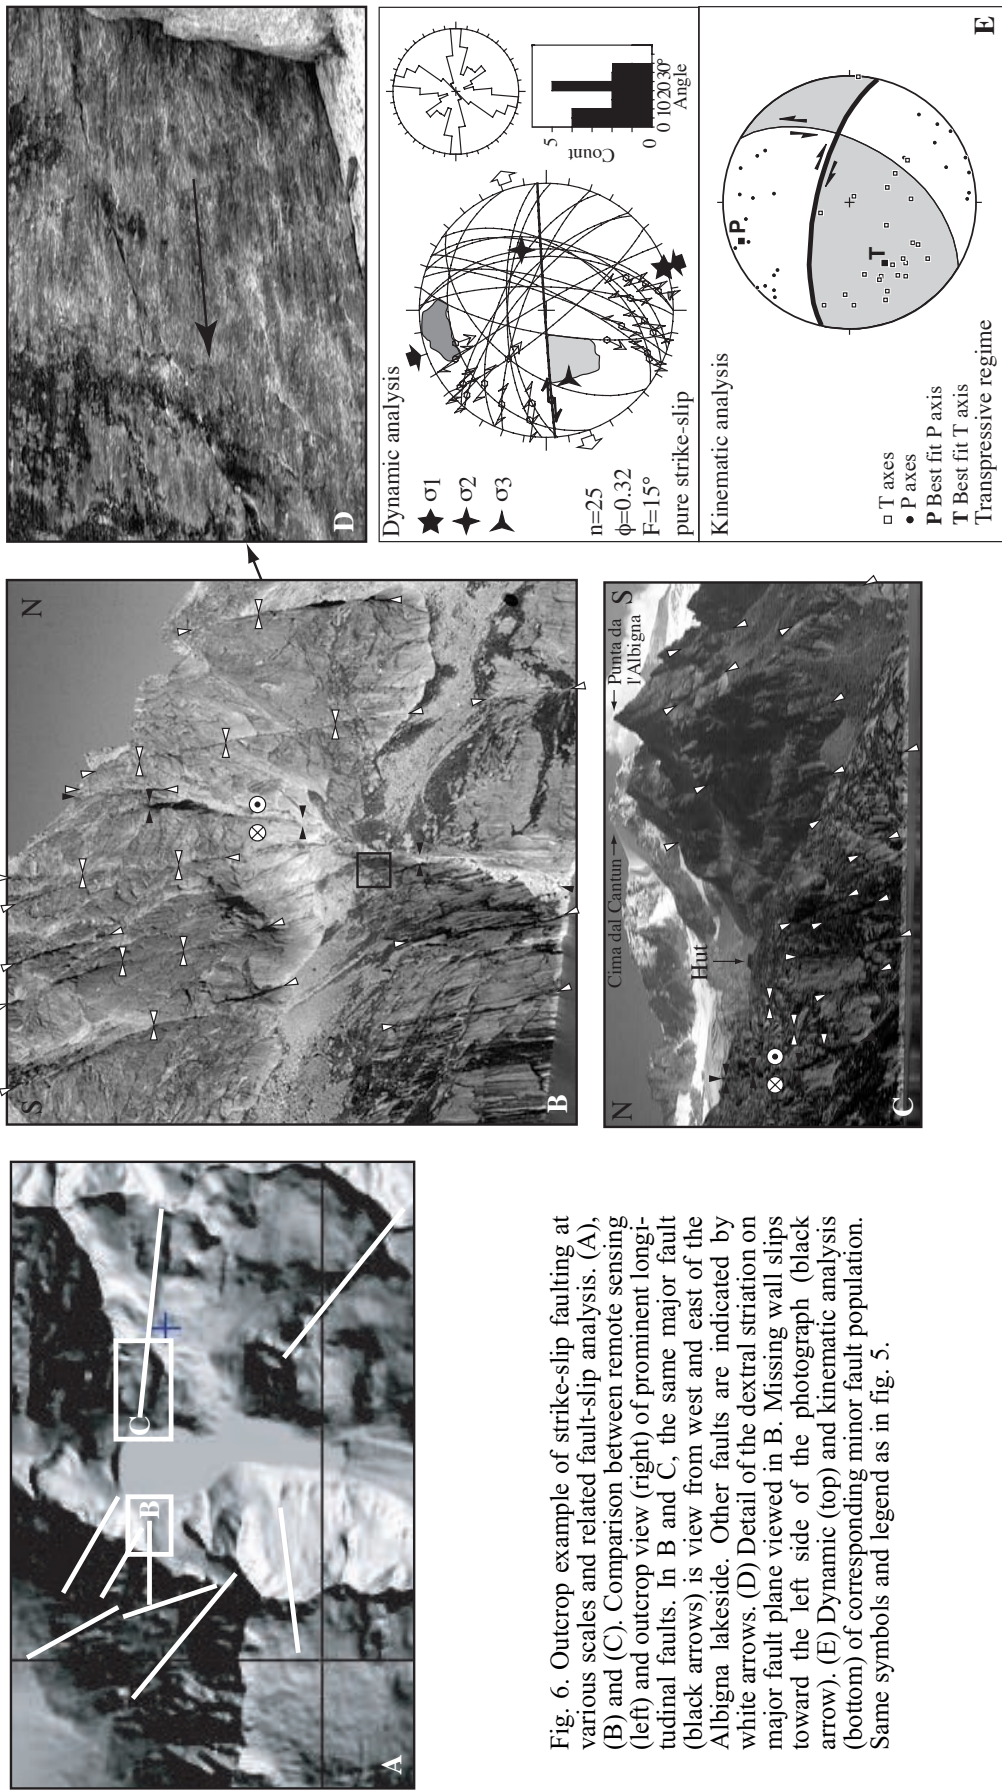 A
C
B
S
N
B
D
N
S
Cima dal Cantun
Punta da
l'Albigna
Hut
C
Dynamic analysis
σ1
σ2
σ3
n=25
ϕ=0.32
F=15°
pure strike-slip
5
Count
0
0 10 20 30°
Angle
Kinematic analysis
P
T
T axes
P axes
P Best fit P axis
T Best fit T axis
Transpressive regime
E
Fig. 6. Outcrop example of strike-slip faulting at
various scales and related fault-slip analysis. (A),
(B) and (C). Comparison between remote sensing
(left) and outcrop view (right) of prominent longi-
tudinal faults. In B and C, the same major fault
(black arrows) is view from west and east of the
Albigna lakeside. Other faults are indicated by
white arrows. (D) Detail of the dextral striation on
major fault plane viewed in B. Missing wall slips
toward the left side of the photograph (black
arrow). (E) Dynamic (top) and kinematic analysis
(bottom) of corresponding minor fault population.
Same symbols and legend as in fig. 5.